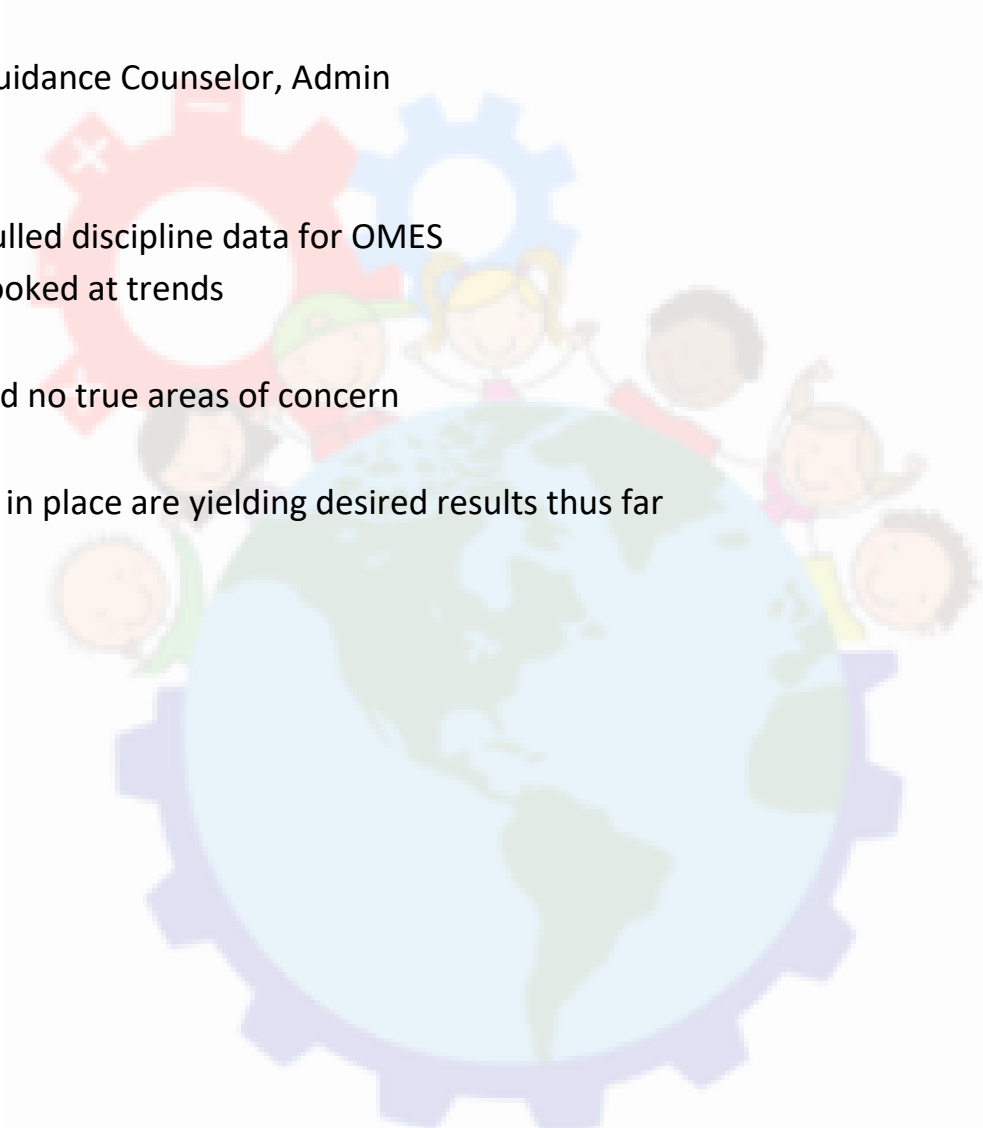 uidance Counselor, Admin
ulled discipline data for OMES
ooked at trends
d no true areas of concern
in place are yielding desired results thus far